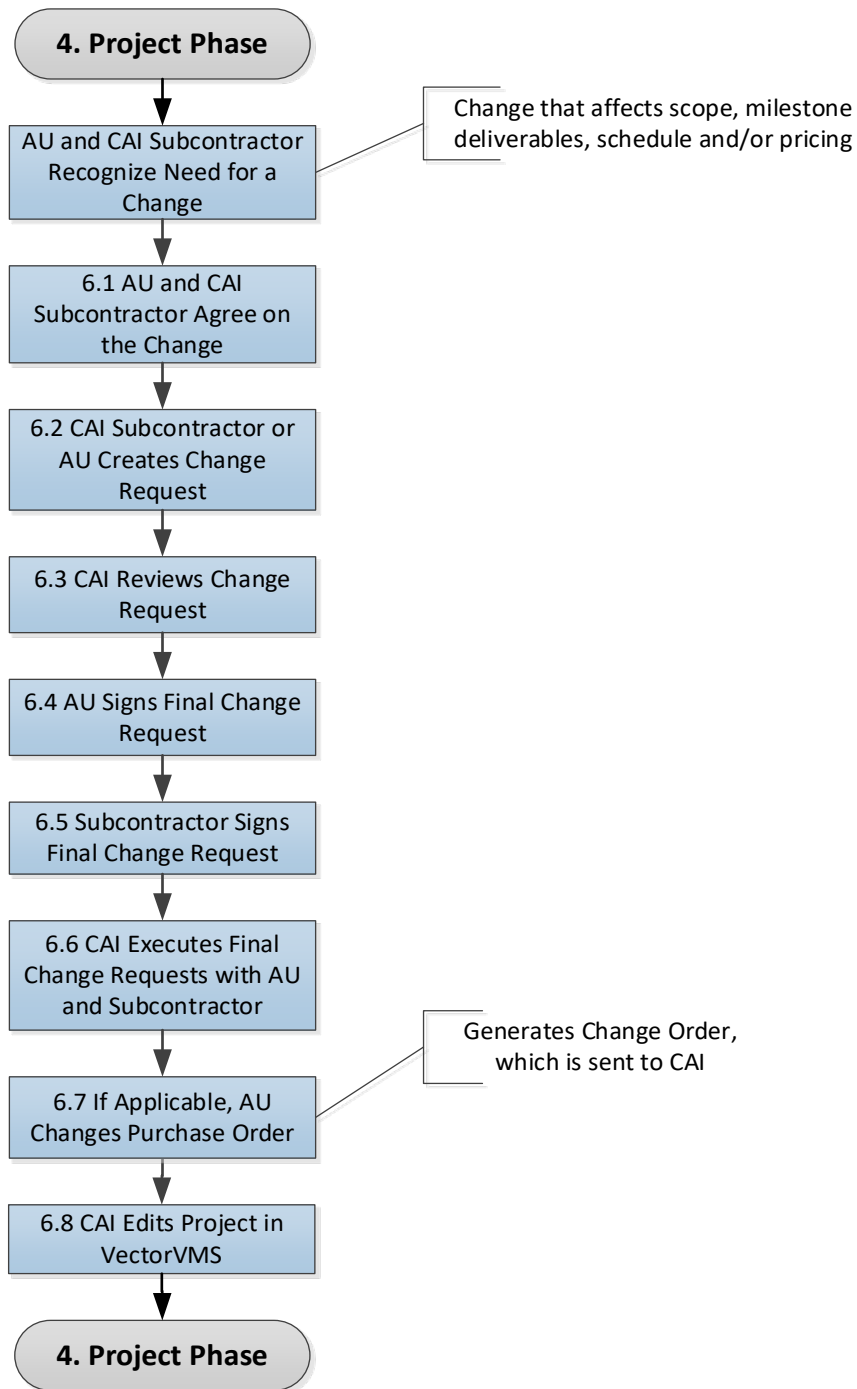 4. Project Phase
Change that affects scope, milestone
deliverables, schedule and/or pricing
AU and CAI Subcontractor
Recognize Need for a
Change
6.1 AU and CAI
Subcontractor Agree on
the Change
6.2 CAI Subcontractor or
AU Creates Change
Request
6.3 CAI Reviews Change
Request
6.4 AU Signs Final Change
Request
6.5 Subcontractor Signs
Final Change Request
6.6 CAI Executes Final
Change Requests with AU
and Subcontractor
Generates Change Order,
which is sent to CAI
6.7 If Applicable, AU
Changes Purchase Order
6.8 CAI Edits Project in
VectorVMS
4. Project Phase